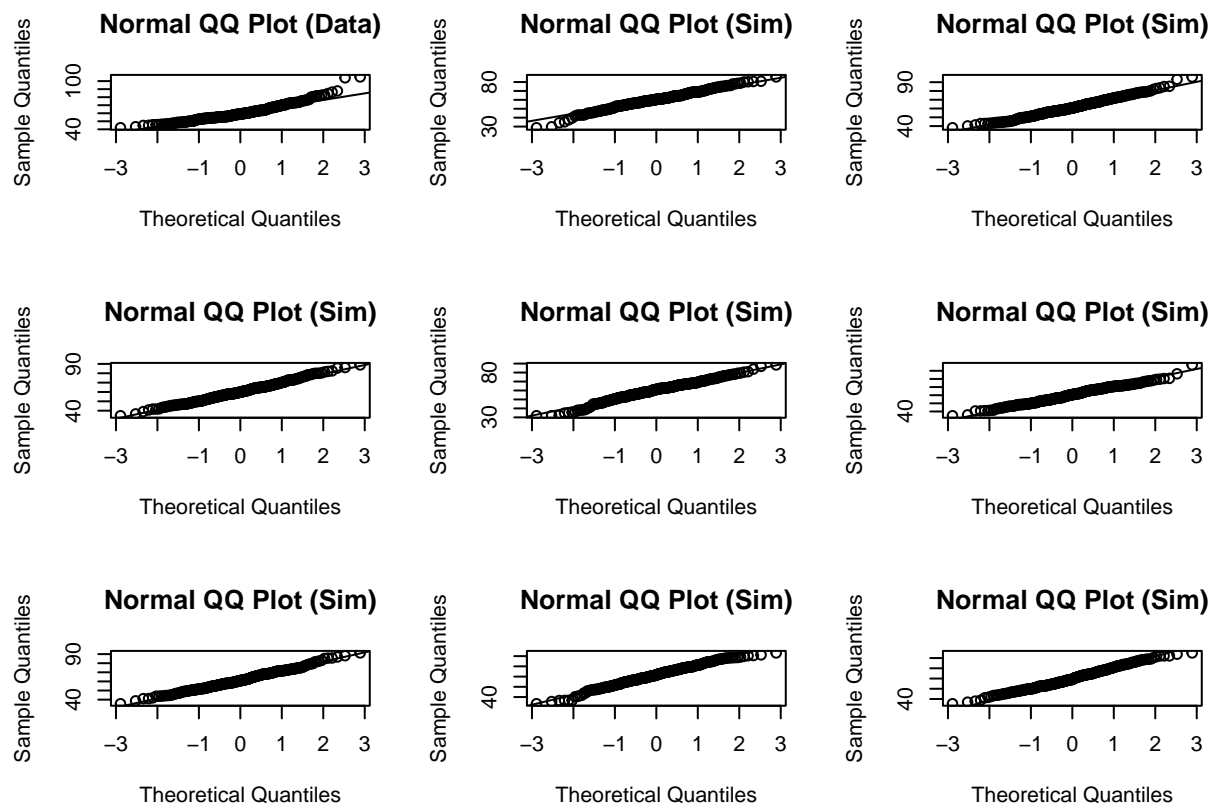 Normal QQ Plot (Data)
Sample Quantiles
100
40
−3 −1 0 1 2 3
Theoretical Quantiles
Normal QQ Plot (Sim)
Sample Quantiles
80
30
−3 −1 0 1 2 3
Theoretical Quantiles
Normal QQ Plot (Sim)
Sample Quantiles
90
40
−3 −1 0 1 2 3
Theoretical Quantiles
Normal QQ Plot (Sim)
Sample Quantiles
90
40
−3 −1 0 1 2 3
Theoretical Quantiles
Normal QQ Plot (Sim)
Sample Quantiles
80
30
−3 −1 0 1 2 3
Theoretical Quantiles
Normal QQ Plot (Sim)
Sample Quantiles
40
−3 −1 0 1 2 3
Theoretical Quantiles
Normal QQ Plot (Sim)
Sample Quantiles
90
40
−3 −1 0 1 2 3
Theoretical Quantiles
Normal QQ Plot (Sim)
Sample Quantiles
40
−3 −1 0 1 2 3
Theoretical Quantiles
Normal QQ Plot (Sim)
Sample Quantiles
40
−3 −1 0 1 2 3
Theoretical Quantiles